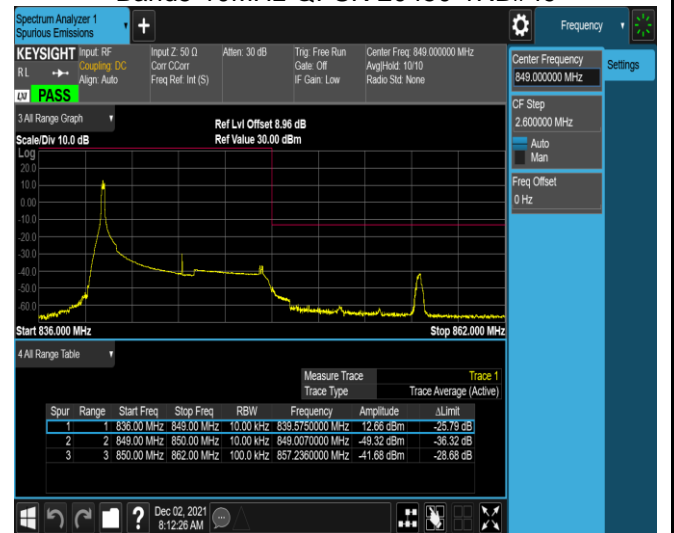 Spectrum Analyzer 1
Spurious Emissions
+
Frequency
KEYSIGHT
RL
PASS
Input: RF
Coupling: DC
Align: Auto
Input Z: 50 Ω
Corr CCorr
Freq Ref: Int (S)
Atten: 30 dB
Trig: Free Run
Gate: Off
IF Gain: Low
Center Freq: 849.000000 MHz
Avg|Hold: 10/10
Radio Std: None
Center Frequency
849.000000 MHz
Settings
CF Step
2.600000 MHz
Auto
Man
Freq Offset
0 Hz
3 All Range Graph
Scale/Div 10.0 dB
Ref Lvl Offset 8.96 dB
Ref Value 30.00 dBm
Log
20.0
10.0
0.00
-10.0
-20.0
-30.0
-40.0
-50.0
-60.0
Start 836.000 MHz
Stop 862.000 MHz
4 All Range Table
Measure Trace Trace 1
Trace Type Trace Average (Active)
Spur Range Start Freq Stop Freq RBW Frequency Amplitude ΔLimit
1 1 836.00 MHz 849.00 MHz 10.00 kHz 839.5750000 MHz 12.66 dBm -25.79 dB
2 2 849.00 MHz 850.00 MHz 10.00 kHz 849.0070000 MHz -49.32 dBm -36.32 dB
3 3 850.00 MHz 862.00 MHz 100.0 kHz 857.2360000 MHz -41.68 dBm -28.68 dB
?
Dec 02, 2021
8:12:26 AM